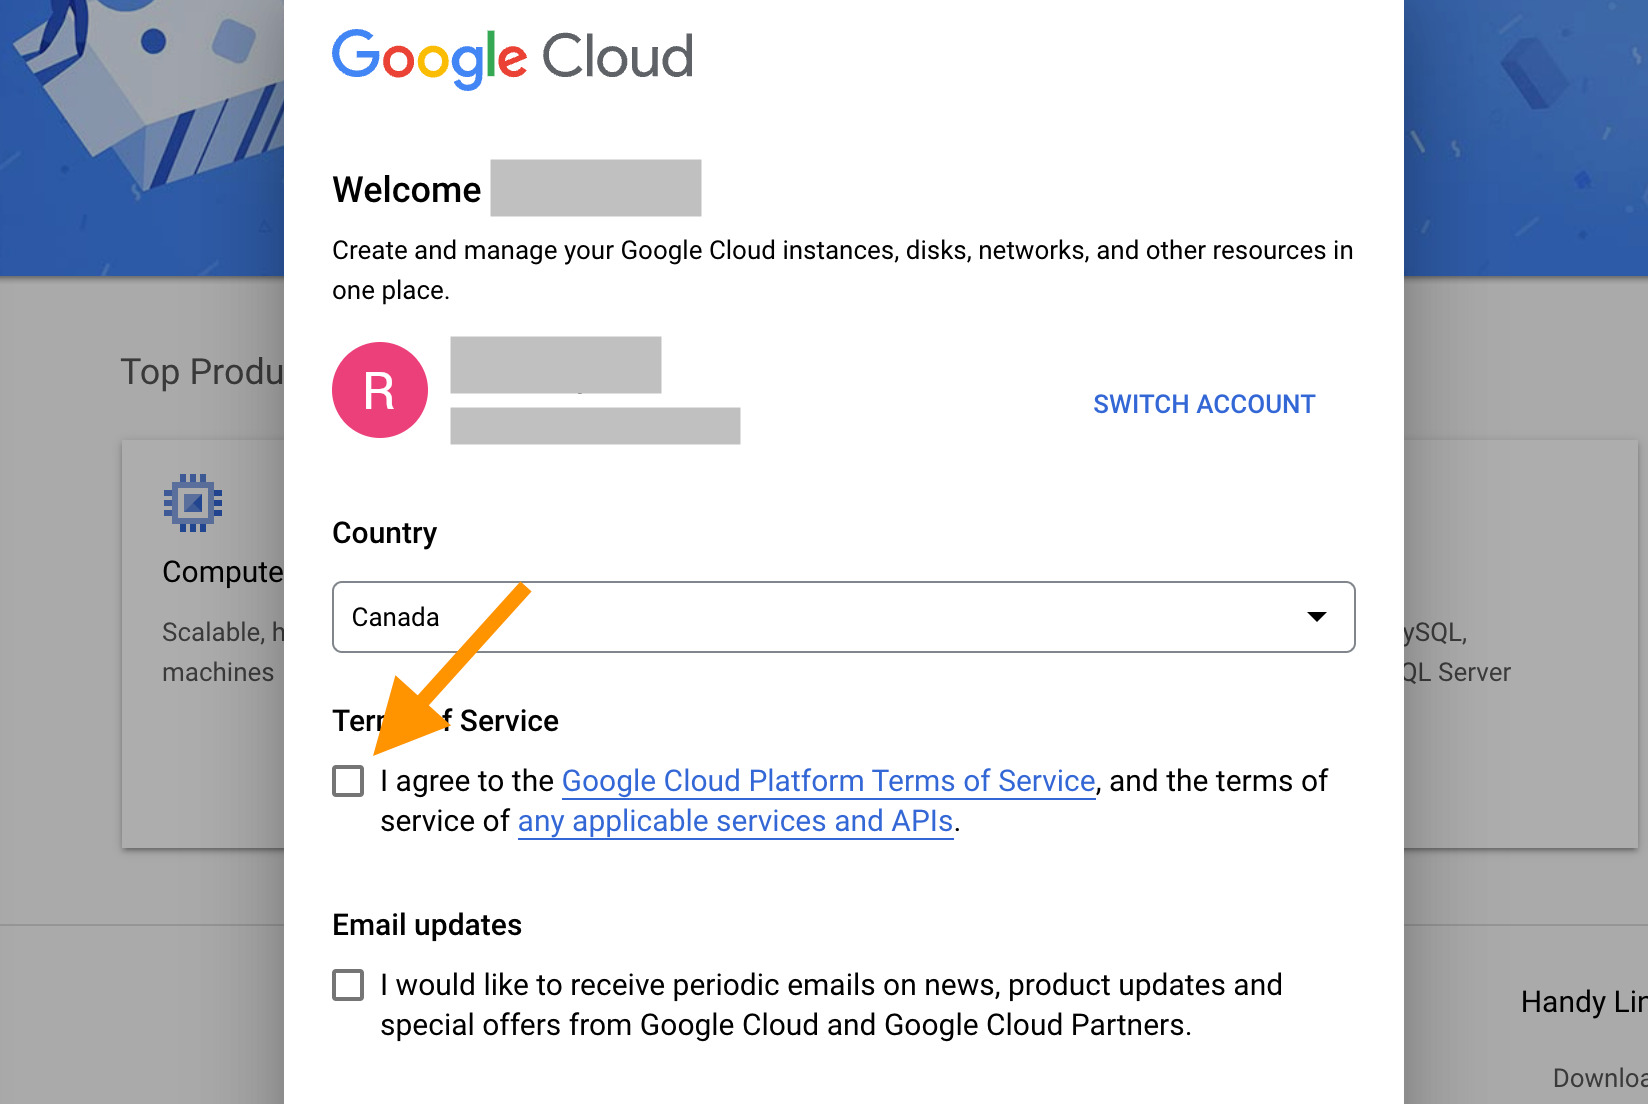 Google Cloud
Welcome
Create and manage your Google Cloud instances, disks, networks, and other resources in
one place.
R
SWITCH ACCOUNT
Top Produ
Country
Canada
Compute
Scalable, h
machines
ySQL,
QL Server
Terms of Service
I agree to the Google Cloud Platform Terms of Service, and the terms of
service of any applicable services and APIs.
Email updates
I would like to receive periodic emails on news, product updates and
special offers from Google Cloud and Google Cloud Partners.
Handy Lin
Downloa